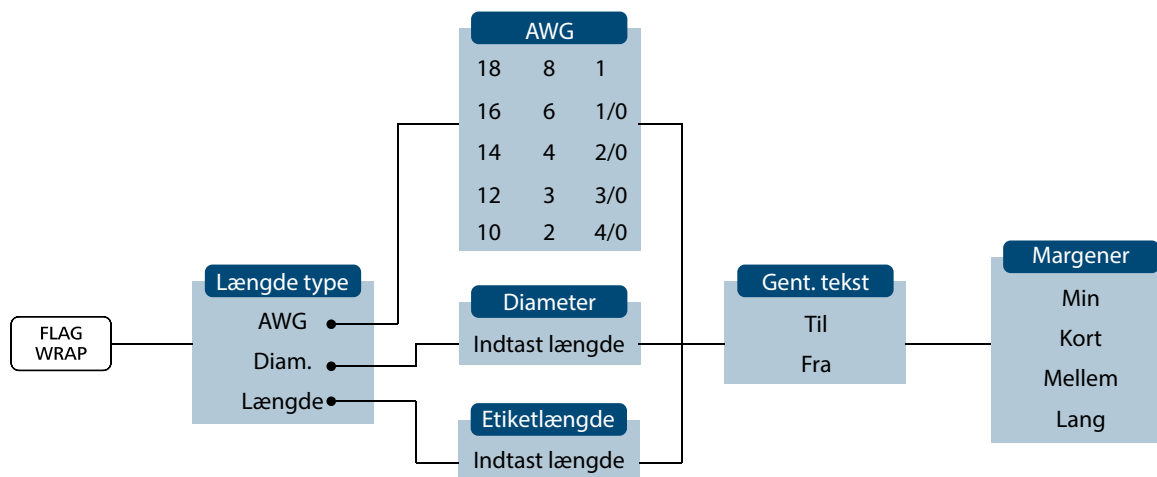 FLAG
WRAP
Længde type
AWG
Diam.
Længde
AWG
18 8 1
16 6 1/0
14 4 2/0
12 3 3/0
10 2 4/0
Diameter
Indtast længde
Etiketlængde
Indtast længde
Gent. tekst
Til
Fra
Margener
Min
Kort
Mellem
Lang